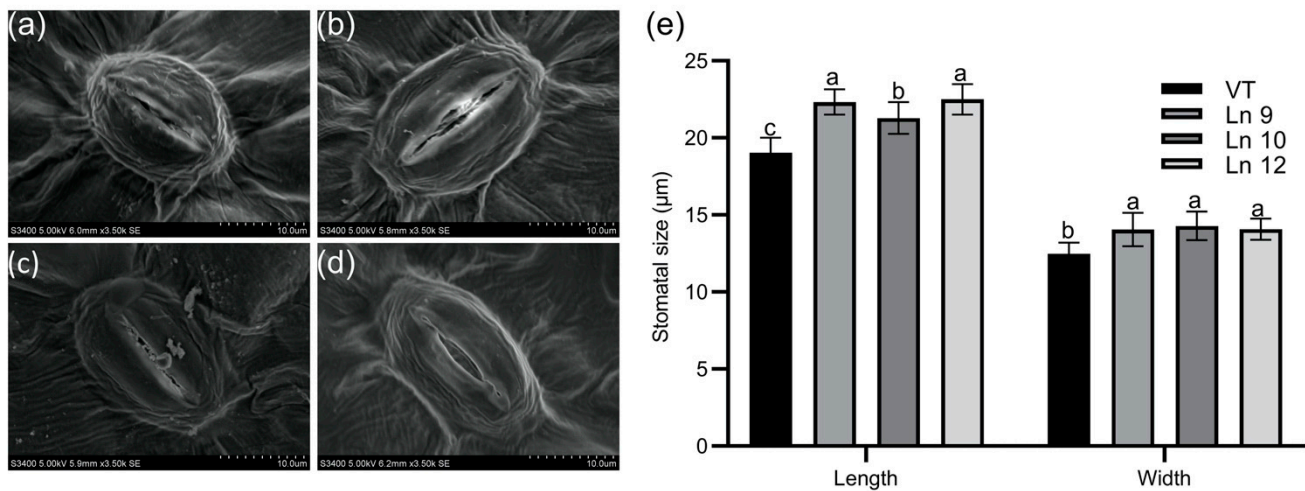 (a)
S3400 5.00kV 6.0mm x3.50k SE 10.0um
(b)
S3400 5.00kV 5.8mm x3.50k SE 10.0um
(c)
S3400 5.00kV 5.9mm x3.50k SE 10.0um
(d)
S3400 5.00kV 6.2mm x3.50k SE 10.0um
(e)
Stomatal size (μm)
25
20
15
10
5
0
c
a
b
a
b
a
a
a
Length
Width
VT
Ln 9
Ln 10
Ln 12